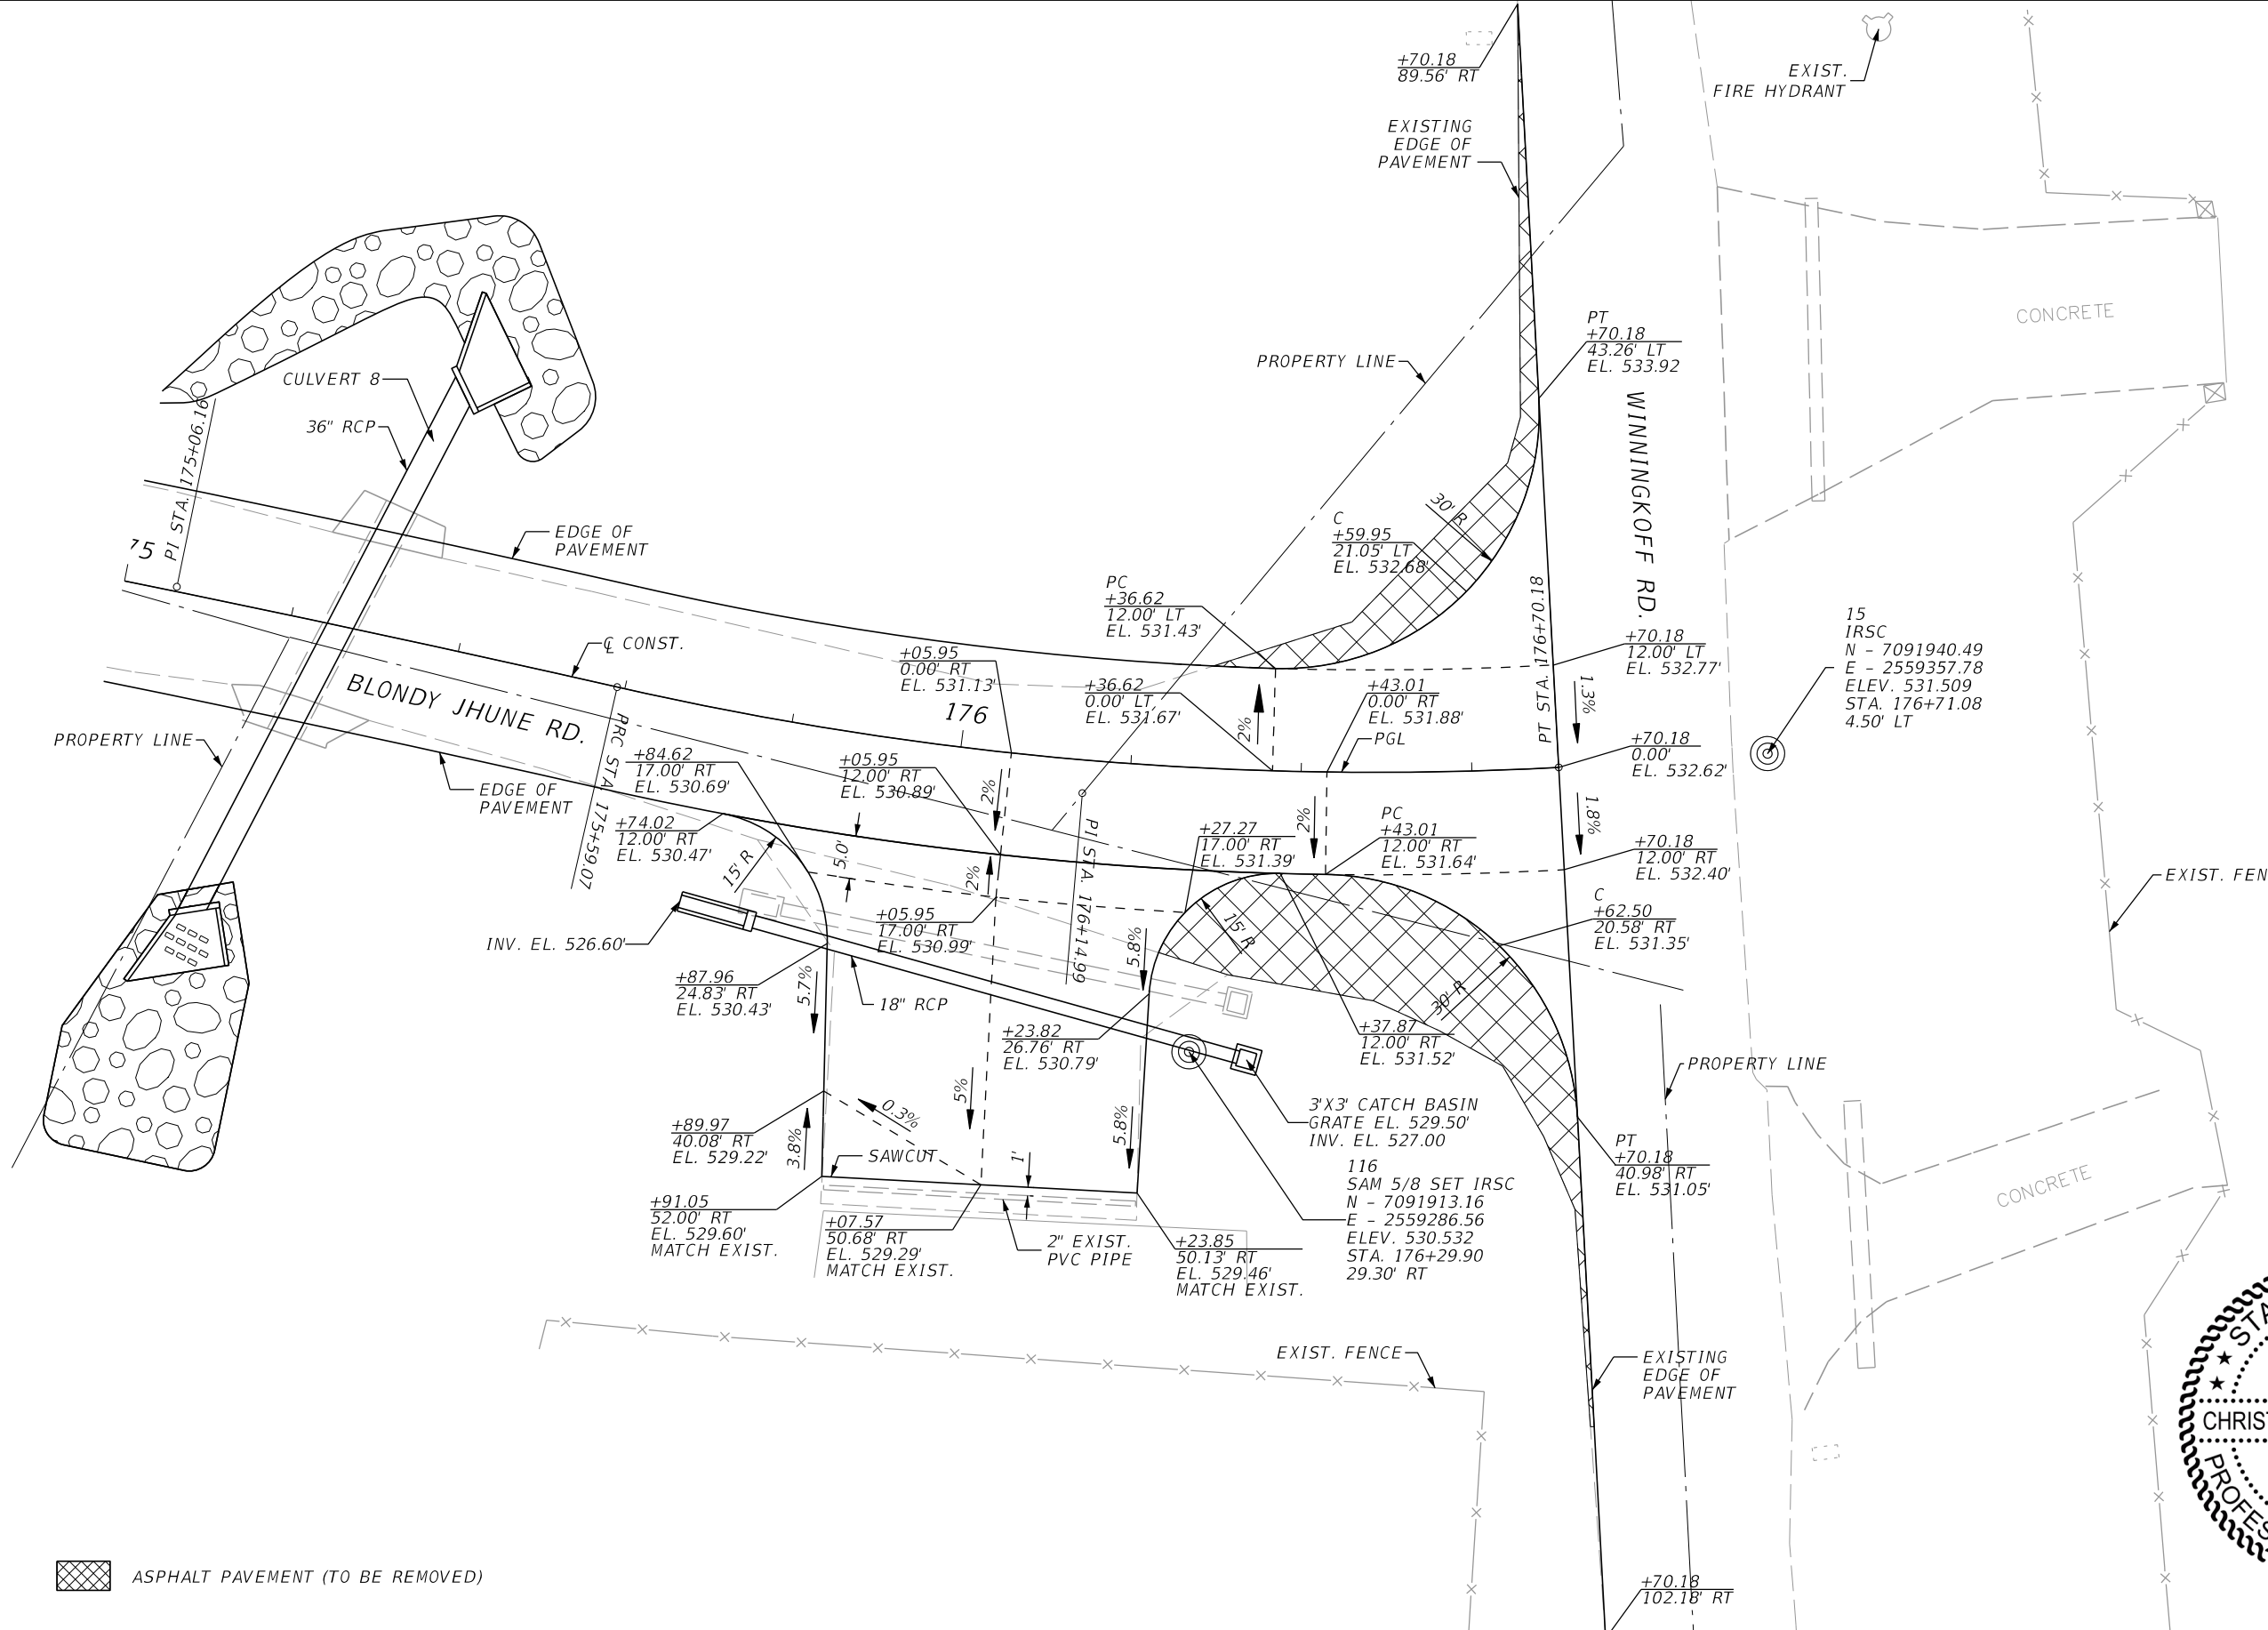 +70.18
89.56' RT
EXIST.
FIRE HYDRANT
EXISTING
EDGE OF
PAVEMENT
CONCRETE
PT
+70.18
43.26' LT
EL. 533.92
PROPERTY LINE
CULVERT 8
36" RCP
PI STA. 175+06.16
WINNINGKOFF RD.
30' R
C
+59.95
21.05' LT
EL. 532.68'
EDGE OF
PAVEMENT
PC
+36.62
12.00' LT
EL. 531.43'
PT STA. 176+70.18
+70.18
12.00' LT
EL. 532.77'
15
IRSC
N - 7091940.49
E - 2559357.78
ELEV. 531.509
STA. 176+71.08
4.50' LT
℄ CONST.
+05.95
0.00' RT
EL. 531.13'
+36.62
0.00' LT
EL. 531.67'
+43.01
0.00' RT
EL. 531.88'
1.3%
BLONDY JHUNE RD.
176
2%
PGL
PROPERTY LINE
PRC STA. 175+59.07
+70.18
0.00'
EL. 532.62'
+84.62
17.00' RT
EL. 530.69'
+05.95
12.00' RT
EL. 530.89'
2%
2%
1.8%
EDGE OF
PAVEMENT
+74.02
12.00' RT
EL. 530.47'
15' R
5.0'
2%
PI STA. 176+14.99
+27.27
17.00' RT
EL. 531.39'
PC
+43.01
12.00' RT
EL. 531.64'
+70.18
12.00' RT
EL. 532.40'
EXIST. FEN
+05.95
17.00' RT
EL. 530.99'
15' R
C
+62.50
20.58' RT
EL. 531.35'
INV. EL. 526.60'
5.8%
+87.96
24.83' RT
EL. 530.43'
5.7%
18" RCP
30' R
+23.82
26.76' RT
EL. 530.79'
+37.87
12.00' RT
EL. 531.52'
PROPERTY LINE
5%
0.3%
5.8%
3'X3' CATCH BASIN
GRATE EL. 529.50'
INV. EL. 527.00
+89.97
40.08' RT
EL. 529.22'
3.8%
SAWCUT
1'
116
SAM 5/8 SET IRSC
N - 7091913.16
E - 2559286.56
ELEV. 530.532
STA. 176+29.90
29.30' RT
PT
+70.18
40.98' RT
EL. 531.05'
CONCRETE
+91.05
52.00' RT
EL. 529.60'
MATCH EXIST.
+07.57
50.68' RT
EL. 529.29'
MATCH EXIST.
2" EXIST.
PVC PIPE
+23.85
50.13' RT
EL. 529.46'
MATCH EXIST.
EXIST. FENCE
EXISTING
EDGE OF
PAVEMENT
CHRIST
PROFES
ASPHALT PAVEMENT (TO BE REMOVED)
+70.18
102.18' RT